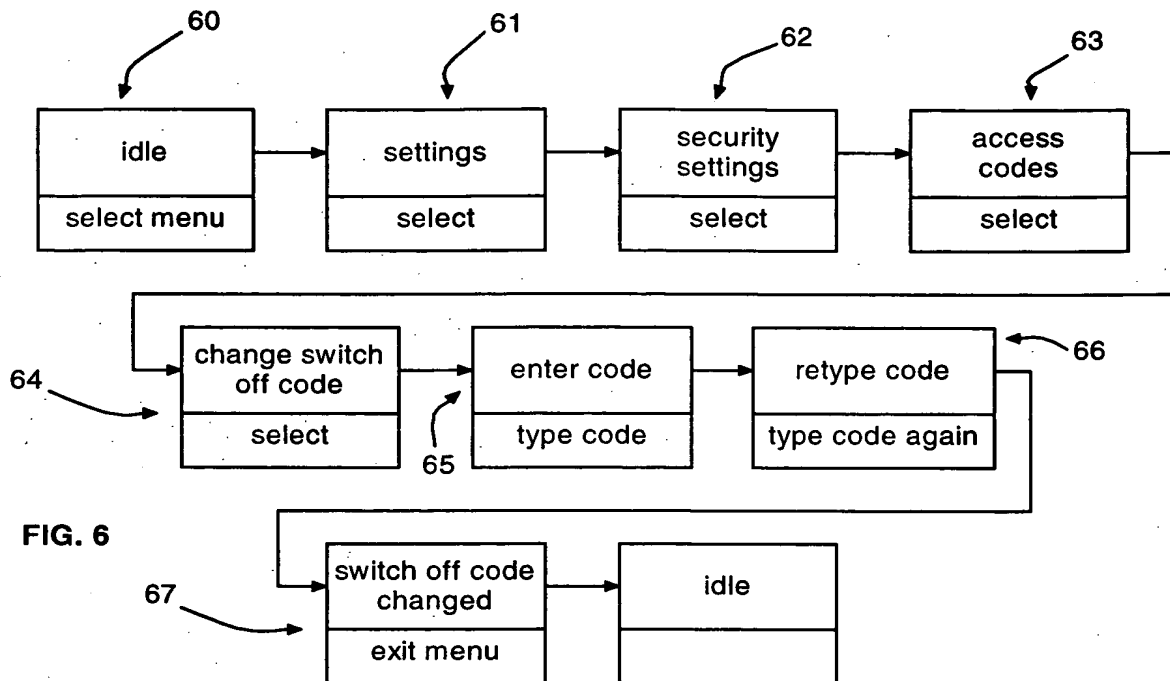 60
61
62
63
idle
select menu
settings
select
security
settings
select
access
codes
select
64
change switch
off code
select
65
enter code
type code
66
retype code
type code again
FIG. 6
67
switch off code
changed
exit menu
idle